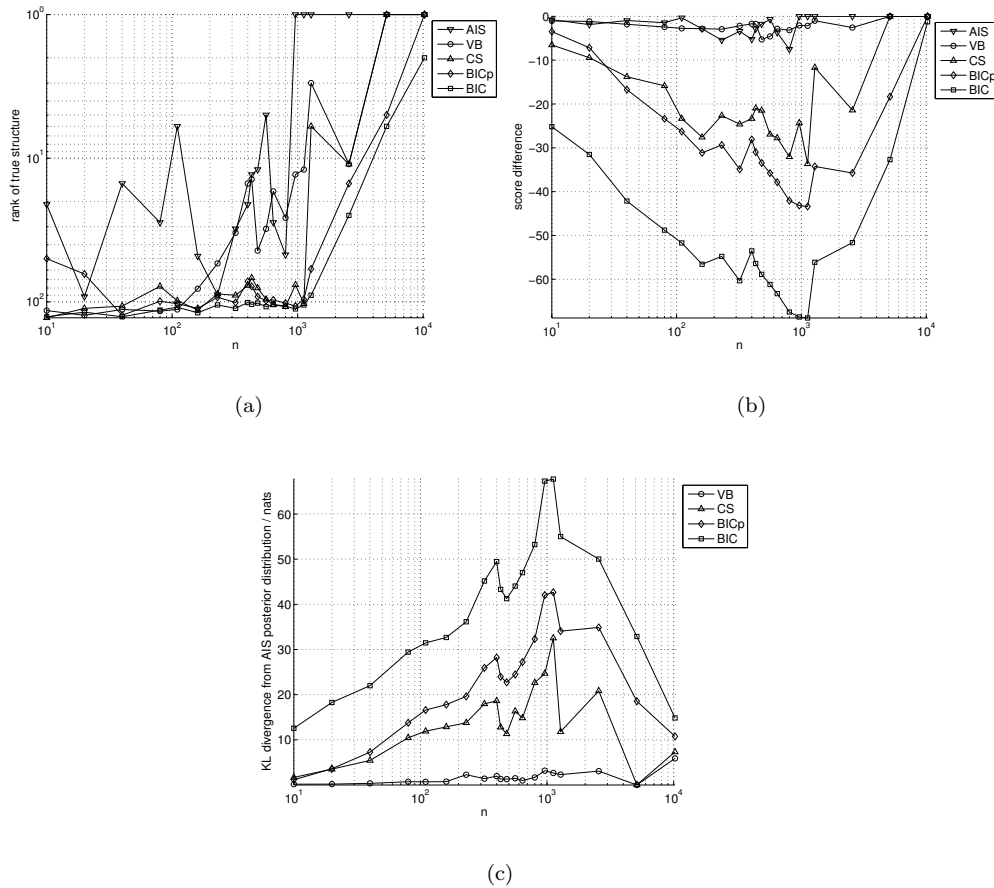 10^0
10^1
10^2
rank of true structure
10^1
10^2
10^3
10^4
n
AIS
VB
CS
BICp
BIC
(a)
0
−10
−20
−30
−40
−50
−60
score difference
10^1
10^2
10^3
10^4
n
AIS
VB
CS
BICp
BIC
(b)
60
50
40
30
20
10
KL divergence from AIS posterior distribution / nats
10^1
10^2
10^3
10^4
n
VB
CS
BICp
BIC
(c)